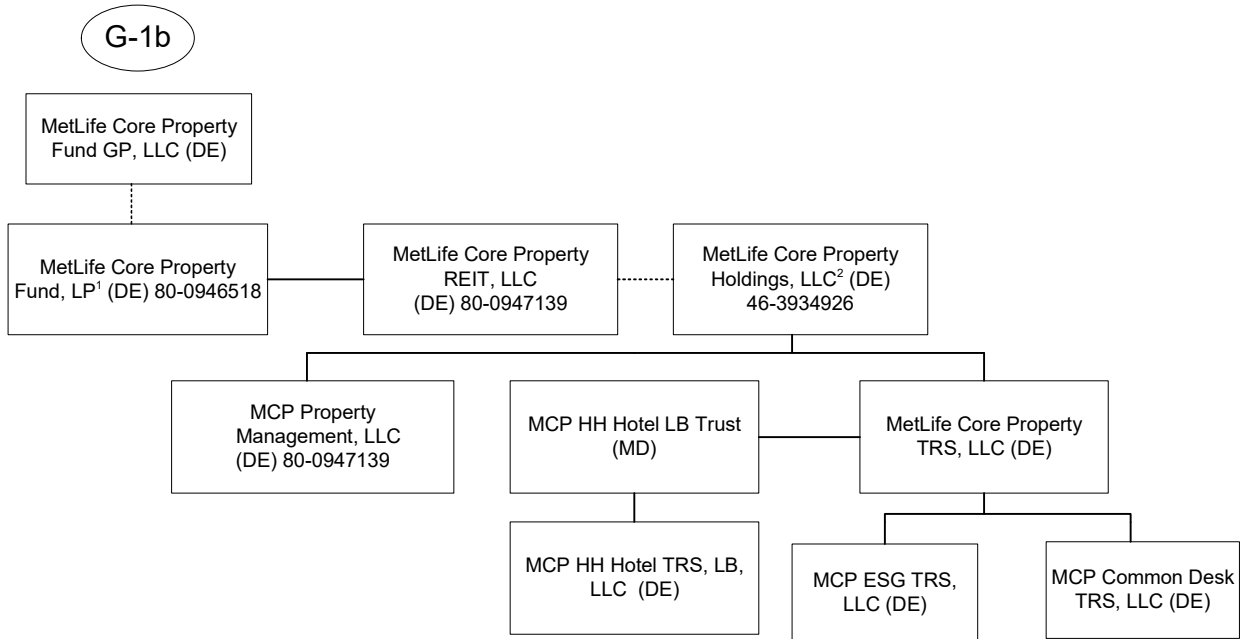 G-1b
MetLife Core Property
Fund GP, LLC (DE)
MetLife Core Property
Fund, LP¹ (DE) 80-0946518
MetLife Core Property
REIT, LLC
(DE) 80-0947139
MetLife Core Property
Holdings, LLC² (DE)
46-3934926
MCP Property
Management, LLC
(DE) 80-0947139
MCP HH Hotel LB Trust
(MD)
MetLife Core Property
TRS, LLC (DE)
MCP HH Hotel TRS, LB,
LLC (DE)
MCP ESG TRS,
LLC (DE)
MCP Common Desk
TRS, LLC (DE)